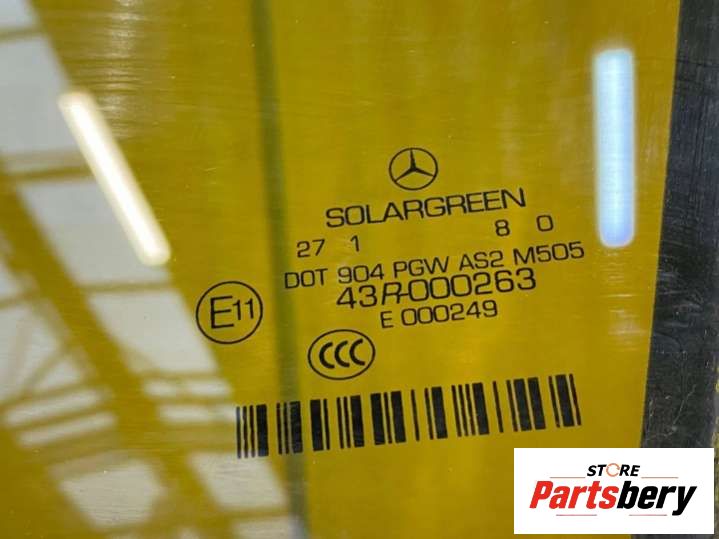 SOLARGREEN
27 1 8 0
DOT 904 PGW AS2 M505
43R-000263
E11
E 000249
CCC
STORE
Partsbery